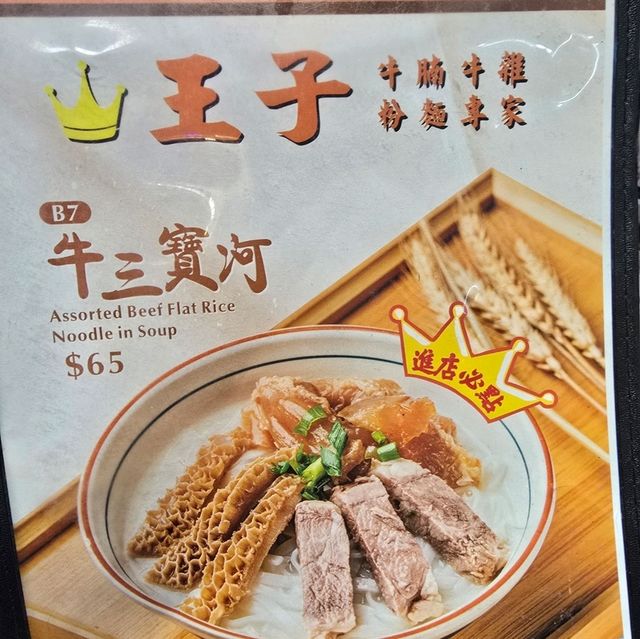 王子
牛腩牛雜
粉麵專家
B7
牛三寶河
Assorted Beef Flat Rice
Noodle in Soup
$65
進店必點